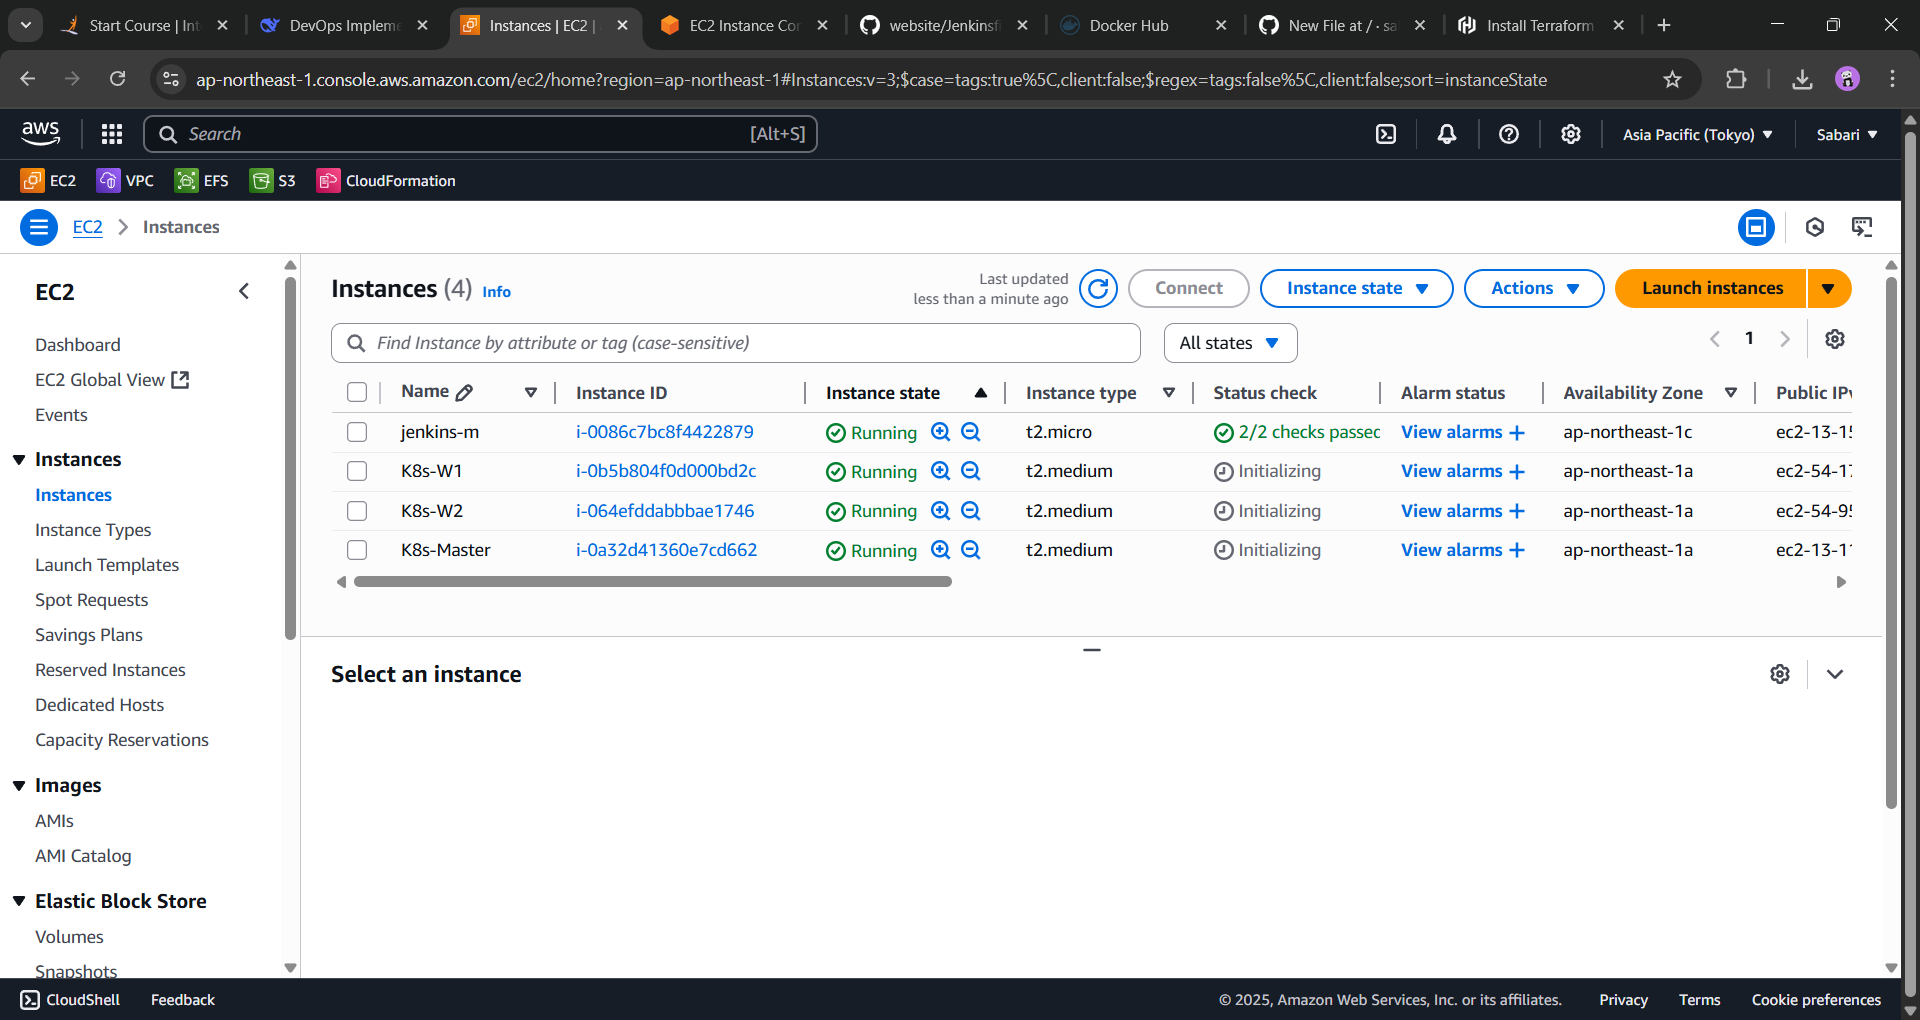 Start Course | Int
DevOps Impleme
Instances | EC2 |
EC2 Instance Con
website/Jenkinsfi
Docker Hub
New File at / · sa
Install Terraform
ap-northeast-1.console.aws.amazon.com/ec2/home?region=ap-northeast-1#Instances:v=3;$case=tags:true%5C,client:false;$regex=tags:false%5C,client:false;sort=instanceState
aws
Search
[Alt+S]
Asia Pacific (Tokyo)
Sabari
EC2
VPC
EFS
S3
CloudFormation
EC2
Instances
EC2
Dashboard
EC2 Global View
Events
Instances
Instances
Instance Types
Launch Templates
Spot Requests
Savings Plans
Reserved Instances
Dedicated Hosts
Capacity Reservations
Images
AMIs
AMI Catalog
Elastic Block Store
Volumes
Snapshots
Instances (4) Info
Last updated
less than a minute ago
Connect
Instance state
Actions
Launch instances
Find Instance by attribute or tag (case-sensitive)
All states
1
Name Instance ID Instance state Instance type Status check Alarm status Availability Zone Public IPv
jenkins-m i-0086c7bc8f4422879 Running t2.micro 2/2 checks passed View alarms + ap-northeast-1c ec2-13-15
K8s-W1 i-0b5b804f0d000bd2c Running t2.medium Initializing View alarms + ap-northeast-1a ec2-54-17
K8s-W2 i-064efddabbbae1746 Running t2.medium Initializing View alarms + ap-northeast-1a ec2-54-95
K8s-Master i-0a32d41360e7cd662 Running t2.medium Initializing View alarms + ap-northeast-1a ec2-13-11
Select an instance
CloudShell
Feedback
© 2025, Amazon Web Services, Inc. or its affiliates.
Privacy
Terms
Cookie preferences